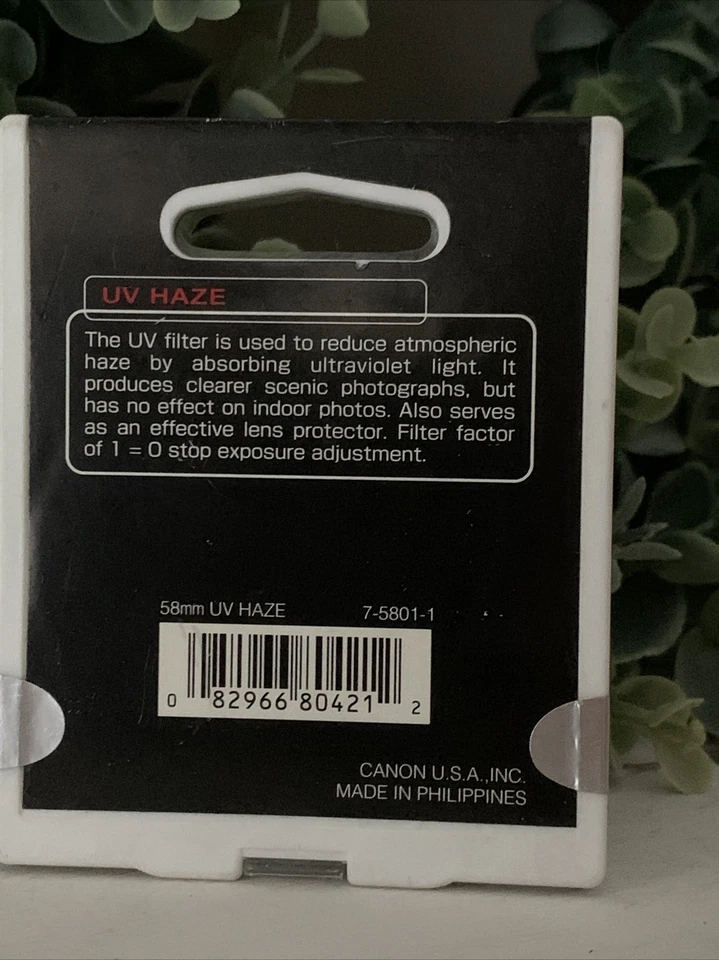 UV HAZE
The UV filter is used to reduce atmospheric
haze by absorbing ultraviolet light. It
produces clearer scenic photographs, but
has no effect on indoor photos. Also serves
as an effective lens protector. Filter factor
of 1 = 0 stop exposure adjustment.
58mm UV HAZE 7-5801-1
0 82966 80421 2
CANON U.S.A.,INC.
MADE IN PHILIPPINES